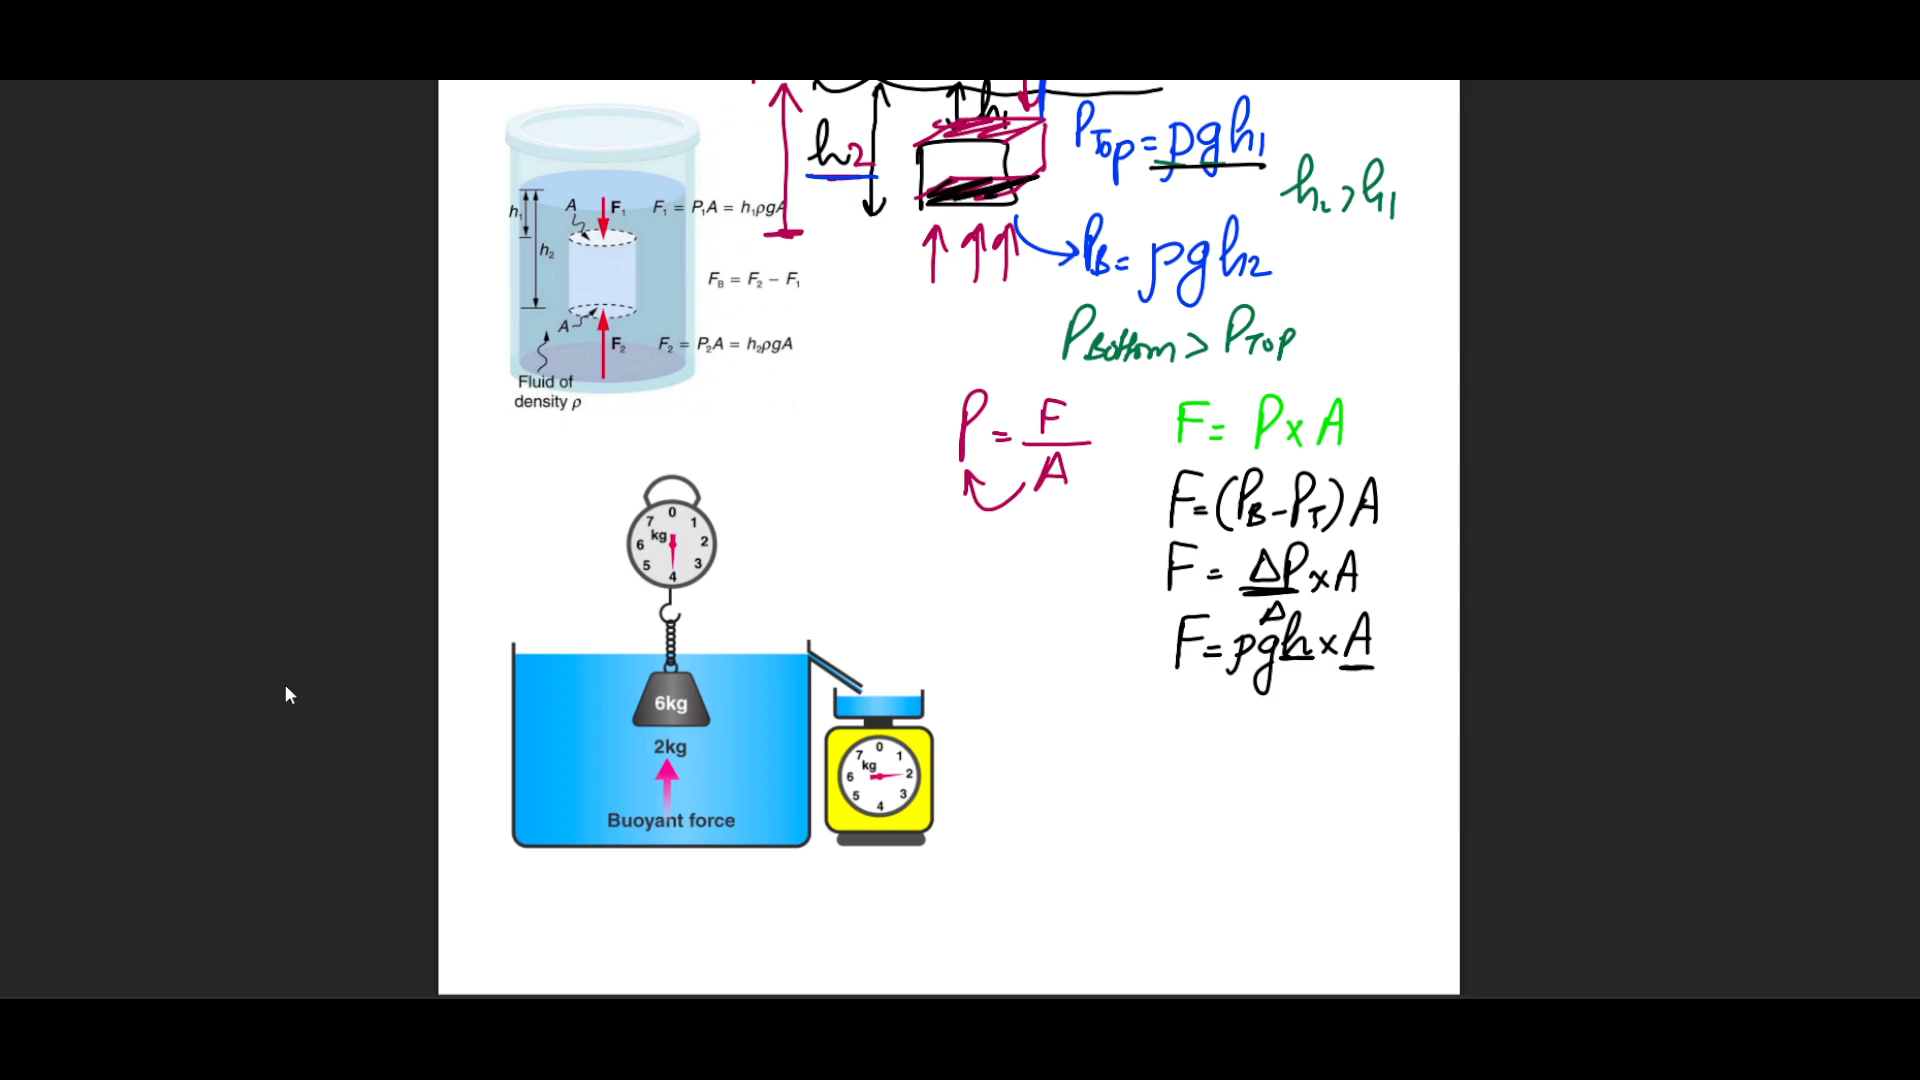 h₁
P_Top = ρgh₁
h₂
h₂ > h₁
A F₁ F₁ = P₁A = h₁ρgA
h₁
h₂
P_B = ρgh₂
F_B = F₂ − F₁
A
F₂ F₂ = P₂A = h₂ρgA
P_Bottom > P_Top
Fluid of
density ρ
P = F / A
F = P × A
F = (P_B − P_T) A
F = ΔP × A
F = ρgΔh × A
0 1 2 3 4 5 6 7
kg
6kg
2kg
Buoyant force
0 1 2 3 4 5 6 7
kg